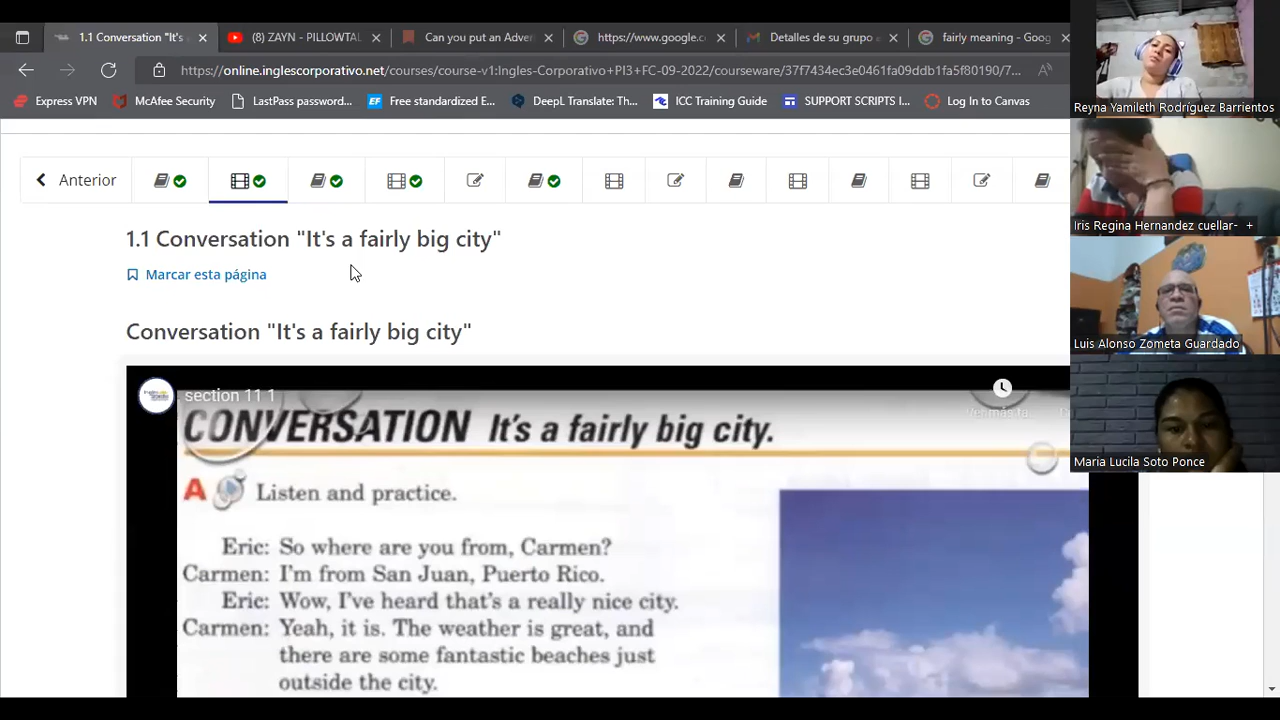 1.1 Conversation "It's
(8) ZAYN - PILLOWTAL
Can you put an Adver
https://www.google.c
Detalles de su grupo
fairly meaning - Goog
https://online.inglescorporativo.net/courses/course-v1:Ingles-Corporativo+PI3+FC-09-2022/courseware/37f7434ec3e0461fa09ddb1fa5f80190/7...
Express VPN
McAfee Security
LastPass password...
EF
Free standardized E...
DeepL Translate: Th...
ICC Training Guide
SUPPORT SCRIPTS I...
Log In to Canvas
Reyna Yamileth Rodríguez Barrientos
Anterior
Iris Regina Hernandez cuellar- +
1.1 Conversation "It's a fairly big city"
Marcar esta página
Conversation "It's a fairly big city"
Luis Alonso Zometa Guardado
section 11 1
CONVERSATION It's a fairly big city.
Maria Lucila Soto Ponce
A Listen and practice.
Eric: So where are you from, Carmen?
Carmen: I'm from San Juan, Puerto Rico.
Eric: Wow, I've heard that's a really nice city.
Carmen: Yeah, it is. The weather is great, and
there are some fantastic beaches just
outside the city.